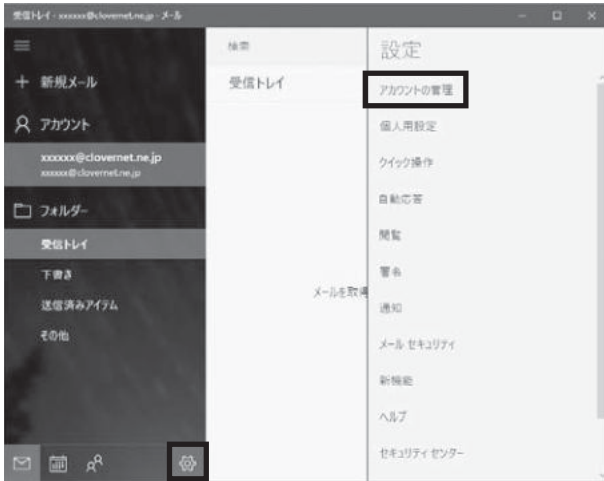 受信トレイ - xxxxxx@clovernet.ne.jp - メール
+ 新規メール
アカウント
xxxxxx@clovernet.ne.jp
xxxxxx@clovernet.ne.jp
フォルダー
受信トレイ
下書き
送信済みアイテム
その他
検索
受信トレイ
メールを取得
設定
アカウントの管理
個人用設定
クイック操作
自動応答
閲覧
署名
通知
メール セキュリティ
新機能
ヘルプ
セキュリティ センター